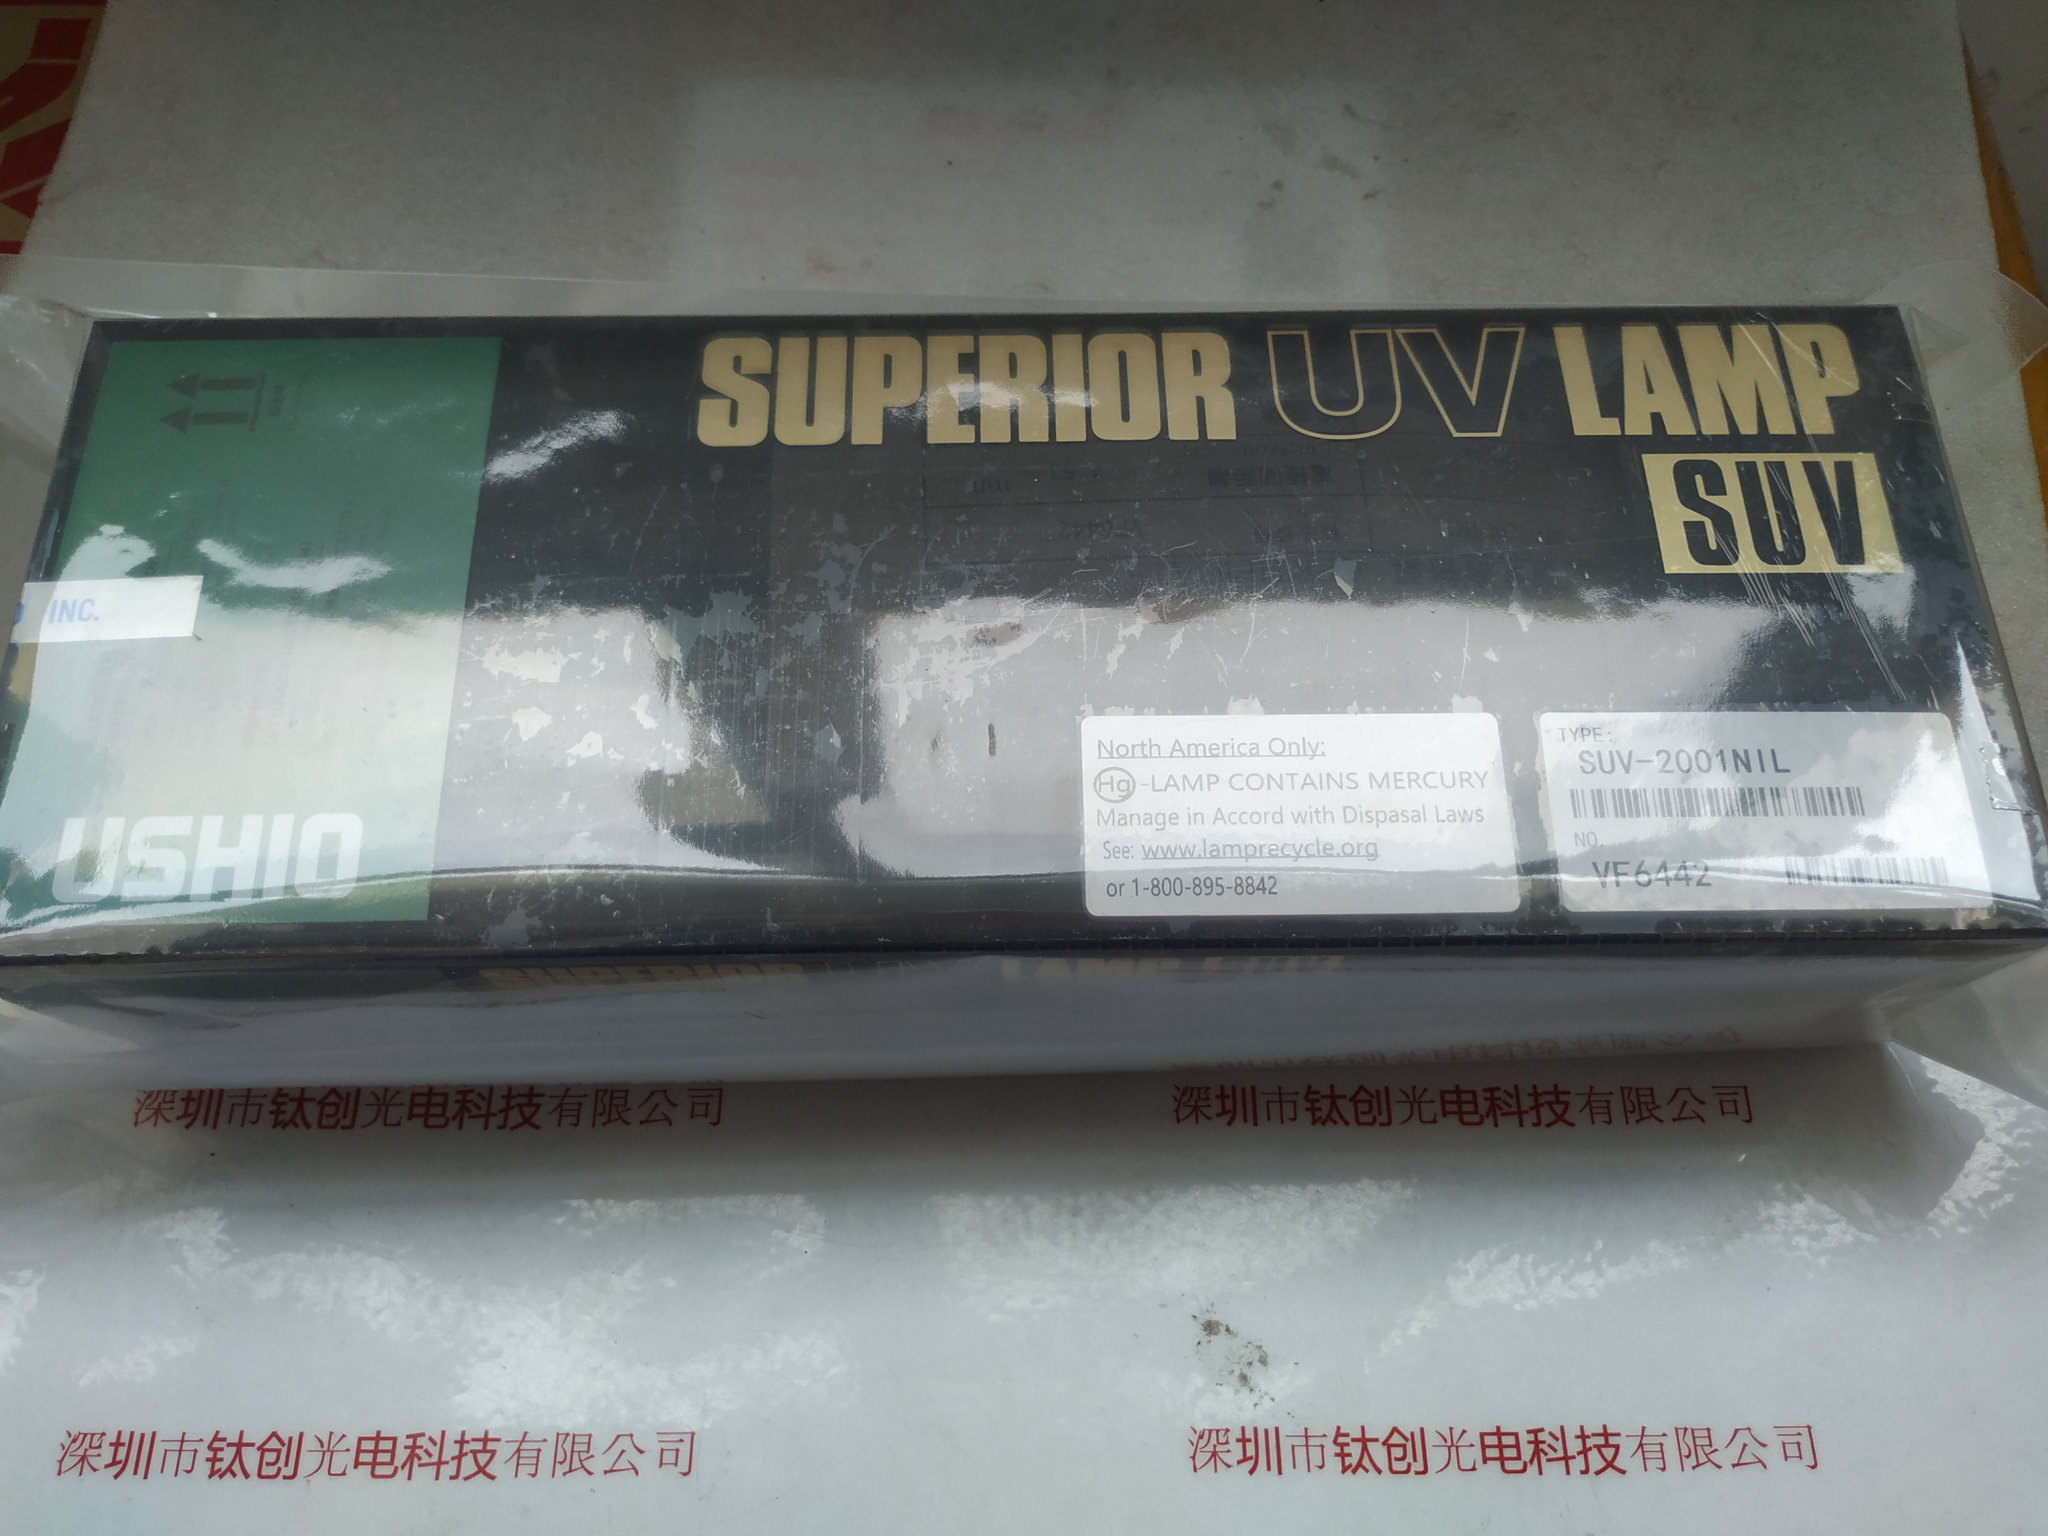 SUPERIOR UV LAMP
SUV
INC.
USHIO
North America Only:
Hg-LAMP CONTAINS MERCURY
Manage in Accord with Dispasal Laws
See: www.lamprecycle.org
or 1-800-895-8842
TYPE:
SUV-2001NIL
NO.
VF6442
SUPERIOR UV LAMP SUV
深圳市钛创光电科技有限公司
深圳市钛创光电科技有限公司
深圳市钛创光电科技有限公司
深圳市钛创光电科技有限公司